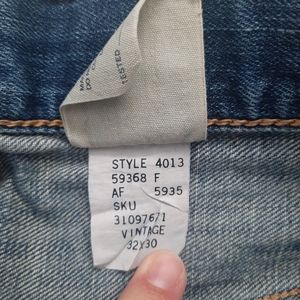 TESTED
STYLE 4013
59368 F
AF 5935
SKU
31097671
VINTAGE
32X30